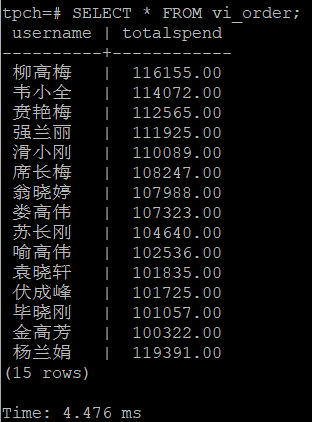 tpch=# SELECT * FROM vi_order;
username | totalspend
----------+------------
柳高梅 | 116155.00
韦小全 | 114072.00
贲艳梅 | 112565.00
强兰丽 | 111925.00
滑小刚 | 110089.00
席长梅 | 108247.00
翁晓婷 | 107988.00
娄高伟 | 107323.00
苏长刚 | 104640.00
喻高伟 | 102536.00
袁晓轩 | 101835.00
伏成峰 | 101725.00
毕晓刚 | 101057.00
金高芳 | 100322.00
杨兰娟 | 119391.00
(15 rows)
Time: 4.476 ms